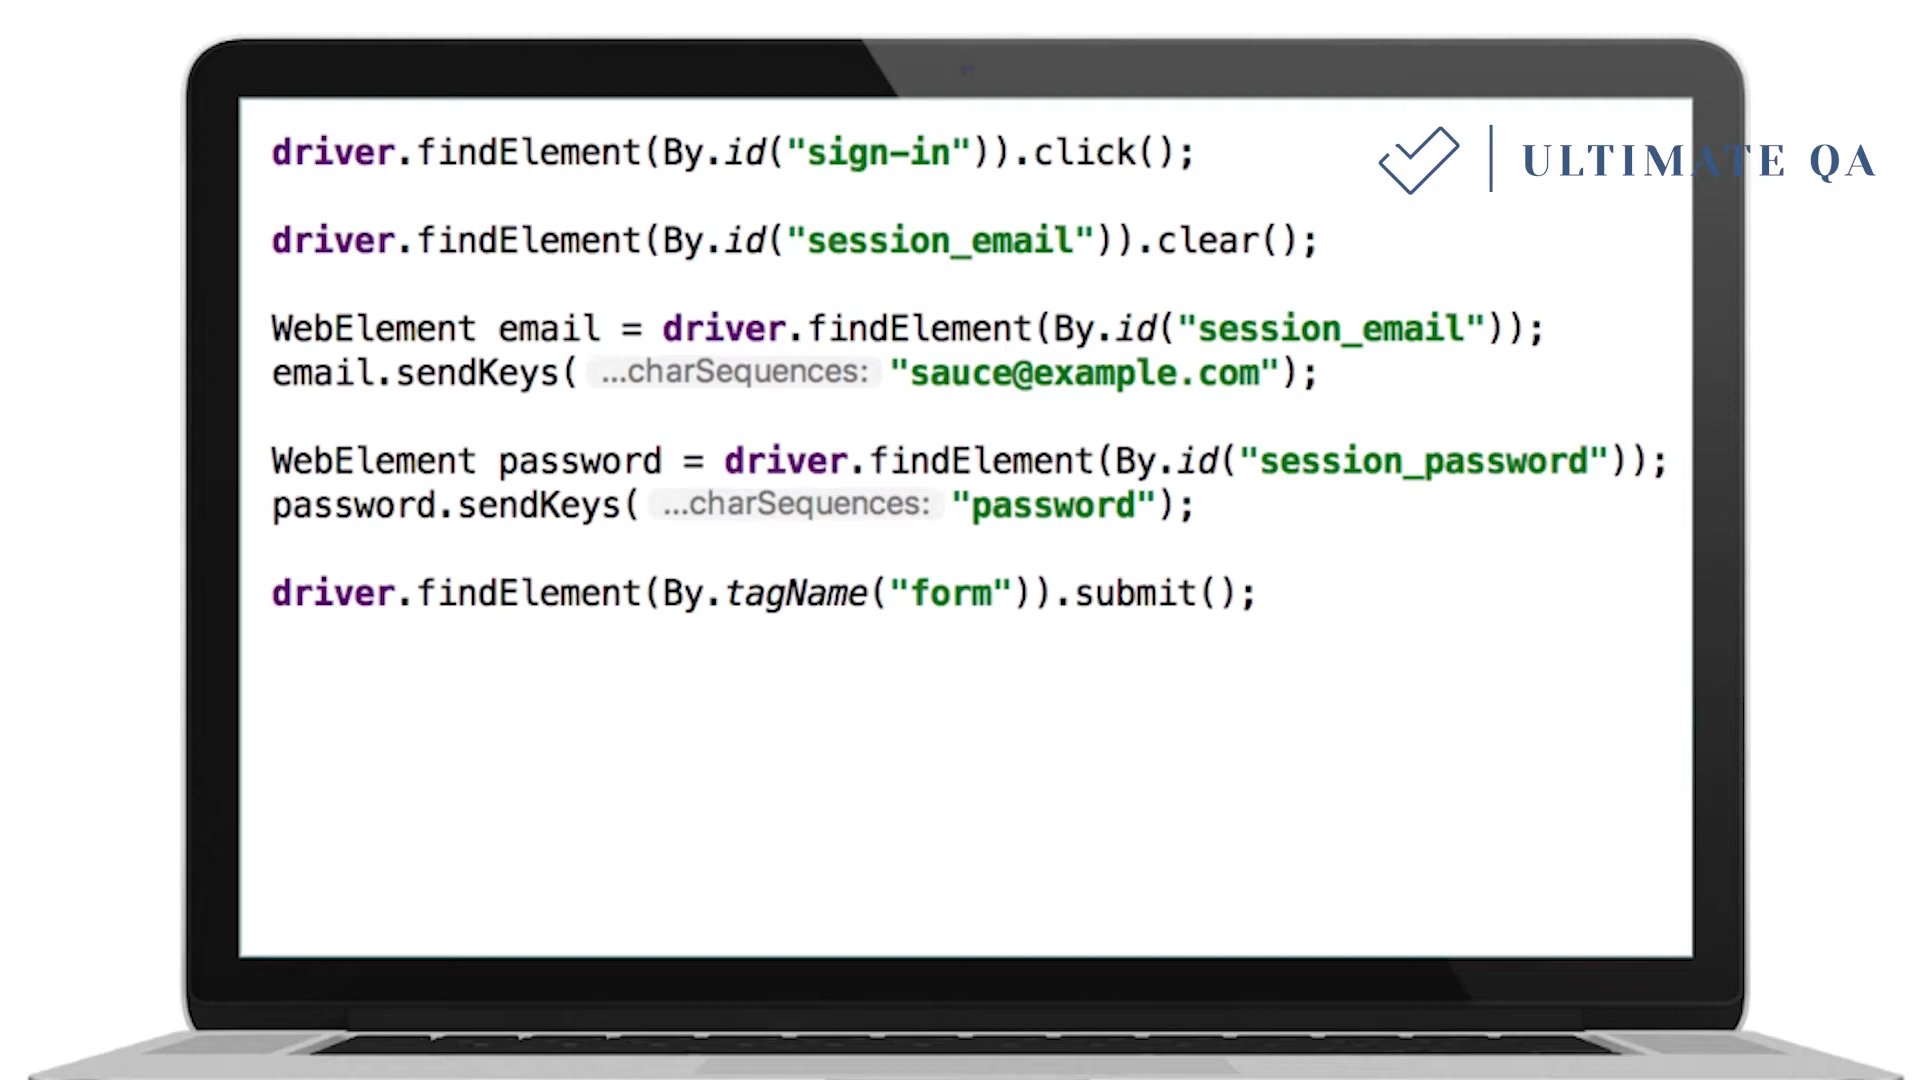 driver.findElement(By.id("sign-in")).click();
ULTIMATE QA
driver.findElement(By.id("session_email")).clear();
WebElement email = driver.findElement(By.id("session_email"));
email.sendKeys( ...charSequences: "sauce@example.com");
WebElement password = driver.findElement(By.id("session_password"));
password.sendKeys( ...charSequences: "password");
driver.findElement(By.tagName("form")).submit();